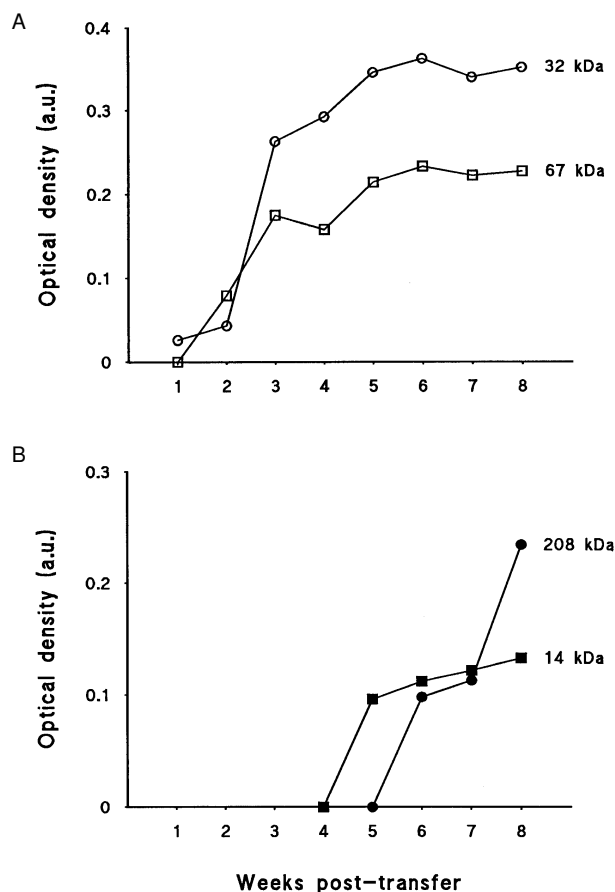 A
0.4
32 kDa
0.3
67 kDa
0.2
Optical density (a.u.)
0.1
0
1 2 3 4 5 6 7 8
B
0.3
208 kDa
0.2
14 kDa
Optical density (a.u.)
0.1
0
1 2 3 4 5 6 7 8
Weeks post-transfer